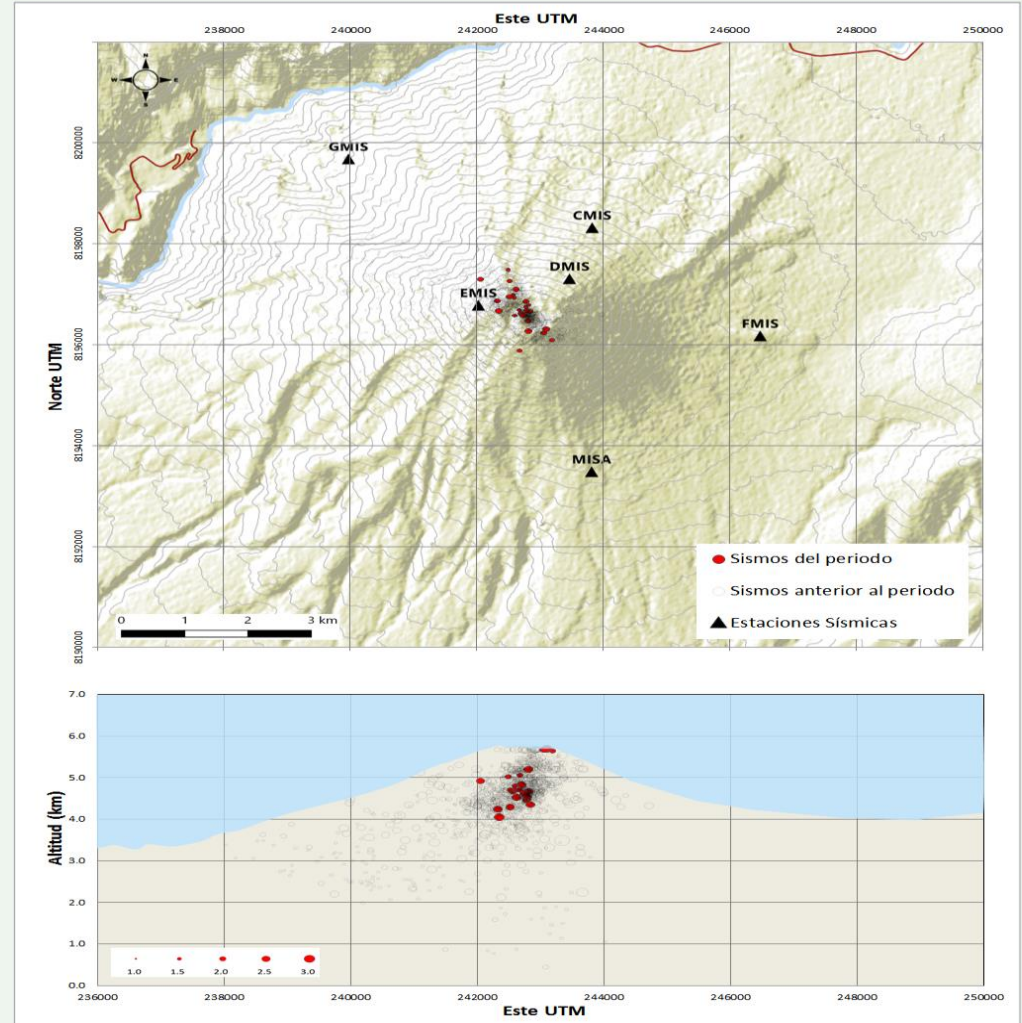 Este UTM
238000 240000 242000 244000 246000 248000 250000
N
W E
S
8200000
GMIS
CMIS
8198000
DMIS
EMIS
FMIS
8196000
Norte UTM
8194000
MISA
8192000
Sismos del periodo
Sismos anterior al periodo
Estaciones Sísmicas
0 1 2 3 km
8190000
7.0
6.0
5.0
4.0
3.0
2.0
1.0
0.0
Altitud (km)
1.0 1.5 2.0 2.5 3.0
236000 238000 240000 242000 244000 246000 248000 250000
Este UTM